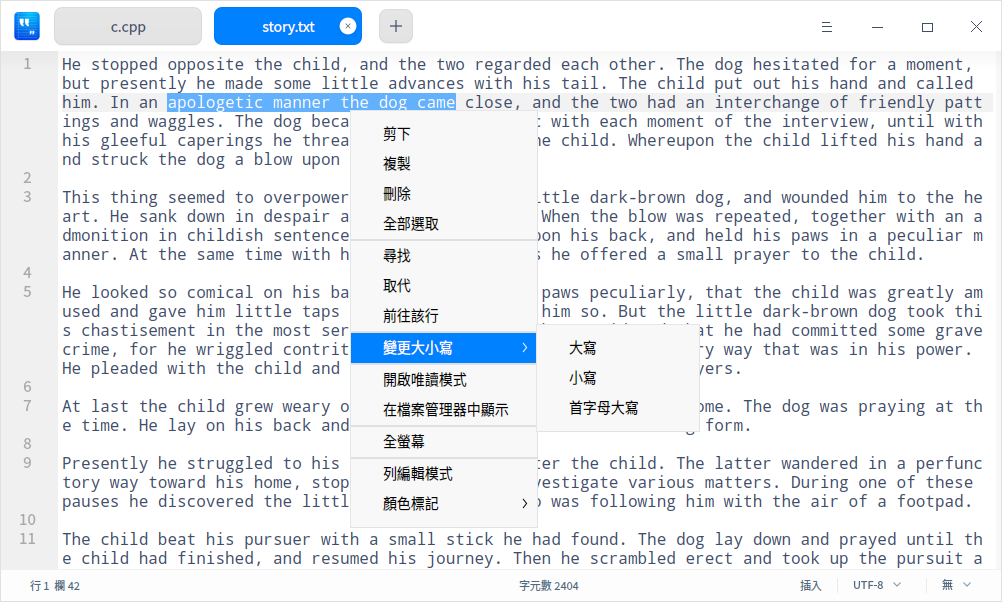 c.cpp
story.txt
1 He stopped opposite the child, and the two regarded each other. The dog hesitated for a moment,
but presently he made some little advances with his tail. The child put out his hand and called
him. In an apologetic manner the dog came close, and the two had an interchange of friendly patt
ings and waggles. The dog beca with each moment of the interview, until with
his gleeful caperings he threa he child. Whereupon the child lifted his hand a
nd struck the dog a blow upon
2
3 This thing seemed to overpower ittle dark-brown dog, and wounded him to the he
art. He sank down in despair a When the blow was repeated, together with an a
dmonition in childish sentence on his back, and held his paws in a peculiar m
anner. At the same time with h s he offered a small prayer to the child.
4
5 He looked so comical on his ba paws peculiarly, that the child was greatly am
used and gave him little taps him so. But the little dark-brown dog took thi
s chastisement in the most ser at he had committed some grave
crime, for he wriggled contrit ry way that was in his power.
He pleaded with the child and yers.
6
7 At last the child grew weary o ome. The dog was praying at th
e time. He lay on his back and g form.
8
9 Presently he struggled to his ter the child. The latter wandered in a perfunc
tory way toward his home, stop vestigate various matters. During one of these
pauses he discovered the littl o was following him with the air of a footpad.
10
11 The child beat his pursuer with a small stick he had found. The dog lay down and prayed until th
e child had finished, and resumed his journey. Then he scrambled erect and took up the pursuit a
剪下
複製
刪除
全部選取
尋找
取代
前往該行
變更大小寫
開啟唯讀模式
在檔案管理器中顯示
全螢幕
列編輯模式
顏色標記
大寫
小寫
首字母大寫
行 1 欄 42
字元數 2404
插入
UTF-8
無